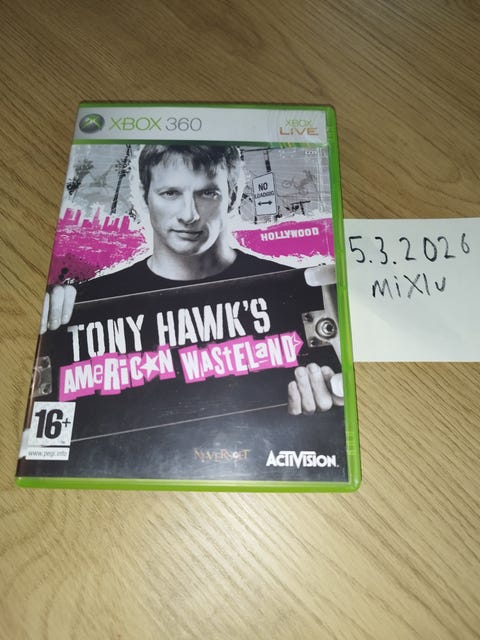 XBOX 360
XBOX
LIVE
NO
LOADING
HOLLYWOOD
TONY HAWK'S
AMERICAN WASTELAND
16+
www.pegi.info
NEVERSOFT
ACTIVISION.
5.3.2026
mixlu